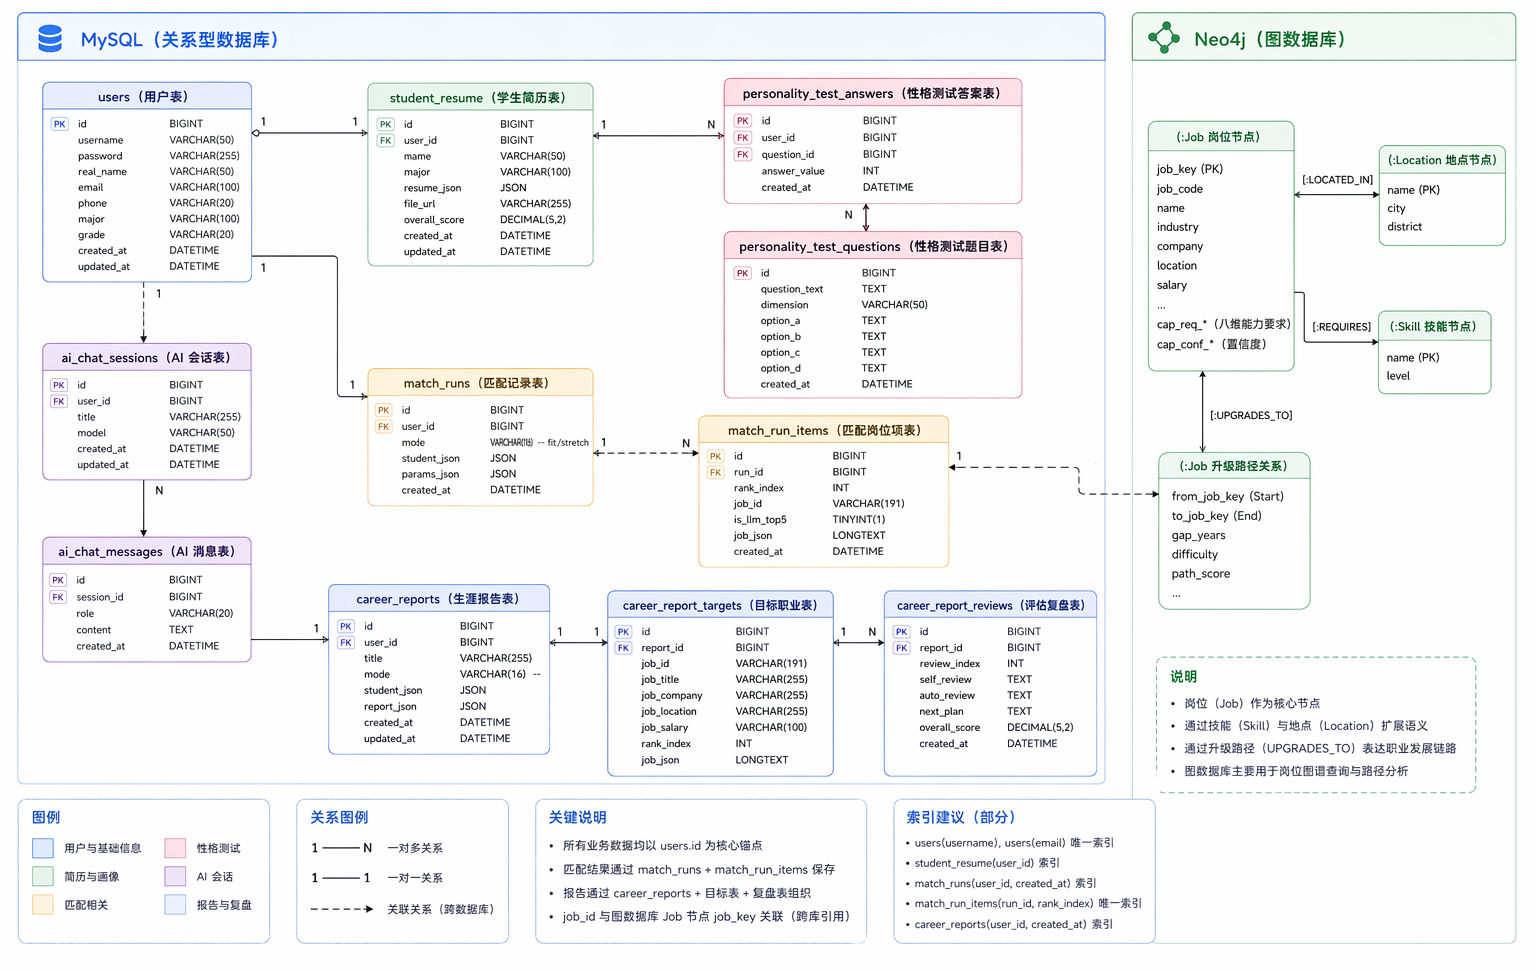 MySQL（关系型数据库）
users（用户表）
PK id BIGINT
username VARCHAR(50)
password VARCHAR(255)
real_name VARCHAR(50)
email VARCHAR(100)
phone VARCHAR(20)
major VARCHAR(100)
grade VARCHAR(20)
created_at DATETIME
updated_at DATETIME
1 1
student_resume（学生简历表）
PK id BIGINT
FK user_id BIGINT
mame VARCHAR(50)
major VARCHAR(100)
resume_json JSON
file_url VARCHAR(255)
overall_score DECIMAL(5,2)
created_at DATETIME
updated_at DATETIME
1 N
personality_test_answers（性格测试答案表）
PK id BIGINT
FK user_id BIGINT
FK question_id BIGINT
answer_value INT
created_at DATETIME
N
personality_test_questions（性格测试题目表）
PK id BIGINT
question_text TEXT
dimension VARCHAR(50)
option_a TEXT
option_b TEXT
option_c TEXT
option_d TEXT
created_at DATETIME
1
1
1
ai_chat_sessions（AI 会话表）
PK id BIGINT
FK user_id BIGINT
title VARCHAR(255)
model VARCHAR(50)
created_at DATETIME
updated_at DATETIME
N
match_runs（匹配记录表）
PK id BIGINT
FK user_id BIGINT
mode VARCHAR(16) -- fit/stretch
student_json JSON
params_json JSON
created_at DATETIME
1 N
match_run_items（匹配岗位项表）
PK id BIGINT
FK run_id BIGINT
rank_index INT
job_id VARCHAR(191)
is_llm_top5 TINYINT(1)
job_json LONGTEXT
created_at DATETIME
1
ai_chat_messages（AI 消息表）
PK id BIGINT
FK session_id BIGINT
role VARCHAR(20)
content TEXT
created_at DATETIME
1
career_reports（生涯报告表）
PK id BIGINT
FK user_id BIGINT
title VARCHAR(255)
mode VARCHAR(16) --
student_json JSON
report_json JSON
created_at DATETIME
updated_at DATETIME
1 1
career_report_targets（目标职业表）
PK id BIGINT
FK report_id BIGINT
job_id VARCHAR(191)
job_title VARCHAR(255)
job_company VARCHAR(255)
job_location VARCHAR(255)
job_salary VARCHAR(100)
rank_index INT
job_json LONGTEXT
1 N
career_report_reviews（评估复盘表）
PK id BIGINT
FK report_id BIGINT
review_index INT
self_review TEXT
auto_review TEXT
next_plan TEXT
overall_score DECIMAL(5,2)
created_at DATETIME
Neo4j（图数据库）
(:Job 岗位节点)
job_key (PK)
job_code
name
industry
company
location
salary
...
cap_req_*（八维能力要求）
cap_conf_*（置信度）
[:LOCATED_IN]
(:Location 地点节点)
name (PK)
city
district
[:REQUIRES]
(:Skill 技能节点)
name (PK)
level
[:UPGRADES_TO]
(:Job 升级路径关系)
from_job_key (Start)
to_job_key (End)
gap_years
difficulty
path_score
...
说明
• 岗位（Job）作为核心节点
• 通过技能（Skill）与地点（Location）扩展语义
• 通过升级路径（UPGRADES_TO）表达职业发展链路
• 图数据库主要用于岗位图谱查询与路径分析
图例
用户与基础信息 性格测试
简历与画像 AI 会话
匹配相关 报告与复盘
关系图例
1 N 一对多关系
1 1 一对一关系
关联关系（跨数据库）
关键说明
• 所有业务数据均以 users.id 为核心锚点
• 匹配结果通过 match_runs + match_run_items 保存
• 报告通过 career_reports + 目标表 + 复盘表组织
• job_id 与图数据库 Job 节点 job_key 关联（跨库引用）
索引建议（部分）
• users(username), users(email) 唯一索引
• student_resume(user_id) 索引
• match_runs(user_id, created_at) 索引
• match_run_items(run_id, rank_index) 唯一索引
• career_reports(user_id, created_at) 索引